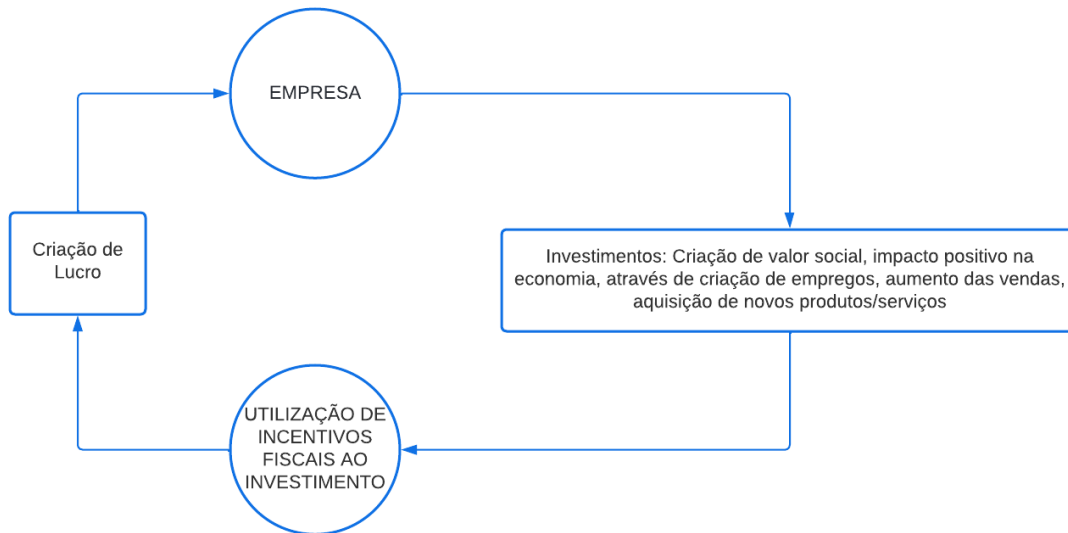 EMPRESA
Criação de
Lucro
Investimentos: Criação de valor social, impacto positivo na
economia, através de criação de empregos, aumento das vendas,
aquisição de novos produtos/serviços
UTILIZAÇÃO DE
INCENTIVOS
FISCAIS AO
INVESTIMENTO